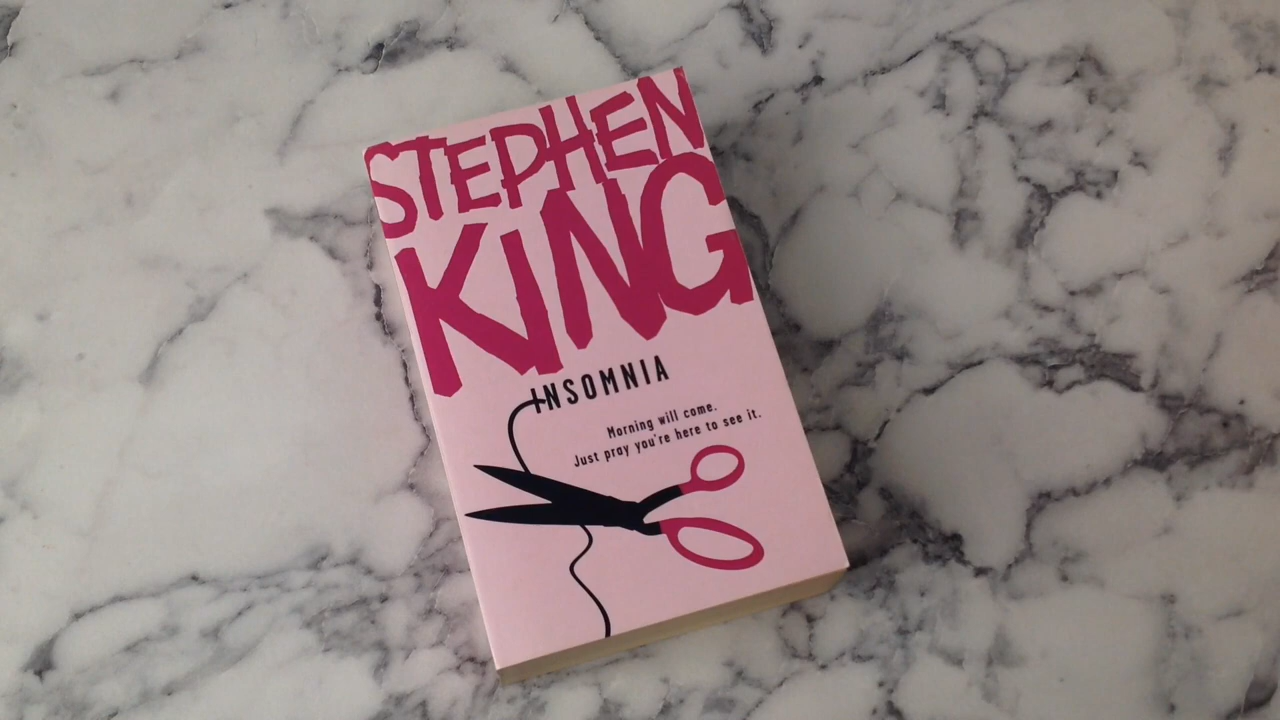 STEPHEN
KING
INSOMNIA
Morning will come.
Just pray you're here to see it.